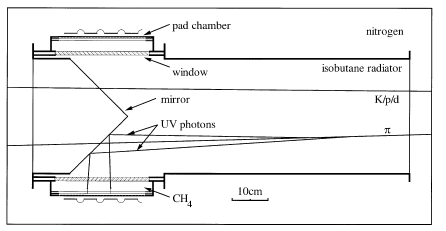 pad chamber
nitrogen
window
isobutane radiator
mirror
K/p/d
UV photons
π
CH4
10cm